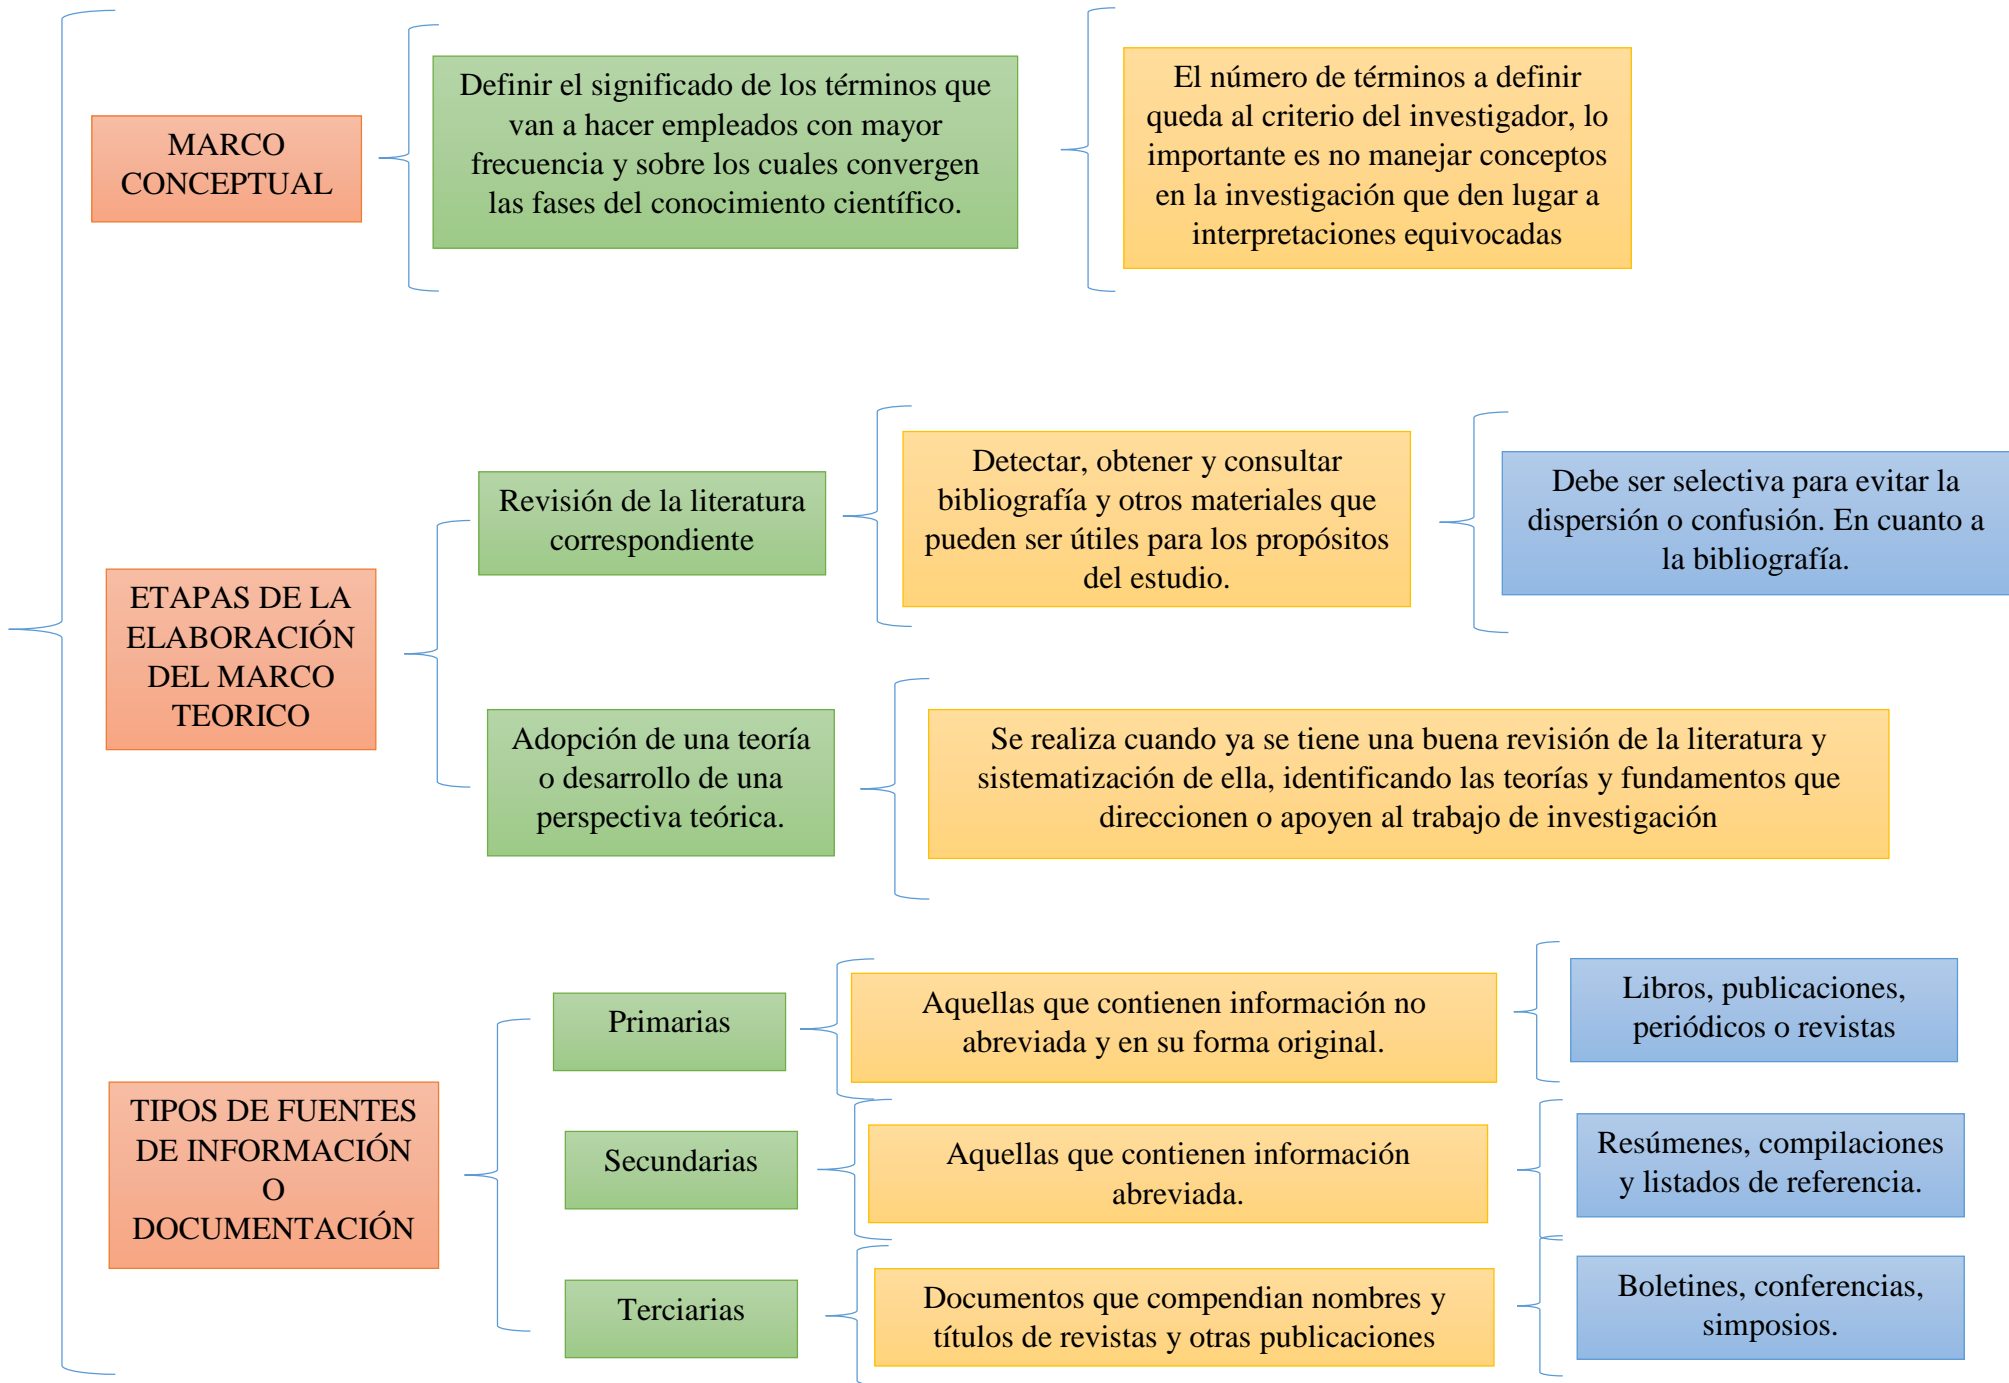 MARCO
CONCEPTUAL
Definir el significado de los términos que
van a hacer empleados con mayor
frecuencia y sobre los cuales convergen
las fases del conocimiento científico.
El número de términos a definir
queda al criterio del investigador, lo
importante es no manejar conceptos
en la investigación que den lugar a
interpretaciones equivocadas
ETAPAS DE LA
ELABORACIÓN
DEL MARCO
TEORICO
Revisión de la literatura
correspondiente
Detectar, obtener y consultar
bibliografía y otros materiales que
pueden ser útiles para los propósitos
del estudio.
Debe ser selectiva para evitar la
dispersión o confusión. En cuanto a
la bibliografía.
Adopción de una teoría
o desarrollo de una
perspectiva teórica.
Se realiza cuando ya se tiene una buena revisión de la literatura y
sistematización de ella, identificando las teorías y fundamentos que
direccionen o apoyen al trabajo de investigación
TIPOS DE FUENTES
DE INFORMACIÓN
O
DOCUMENTACIÓN
Primarias
Aquellas que contienen información no
abreviada y en su forma original.
Libros, publicaciones,
periódicos o revistas
Secundarias
Aquellas que contienen información
abreviada.
Resúmenes, compilaciones
y listados de referencia.
Terciarias
Documentos que compendian nombres y
títulos de revistas y otras publicaciones
Boletines, conferencias,
simposios.